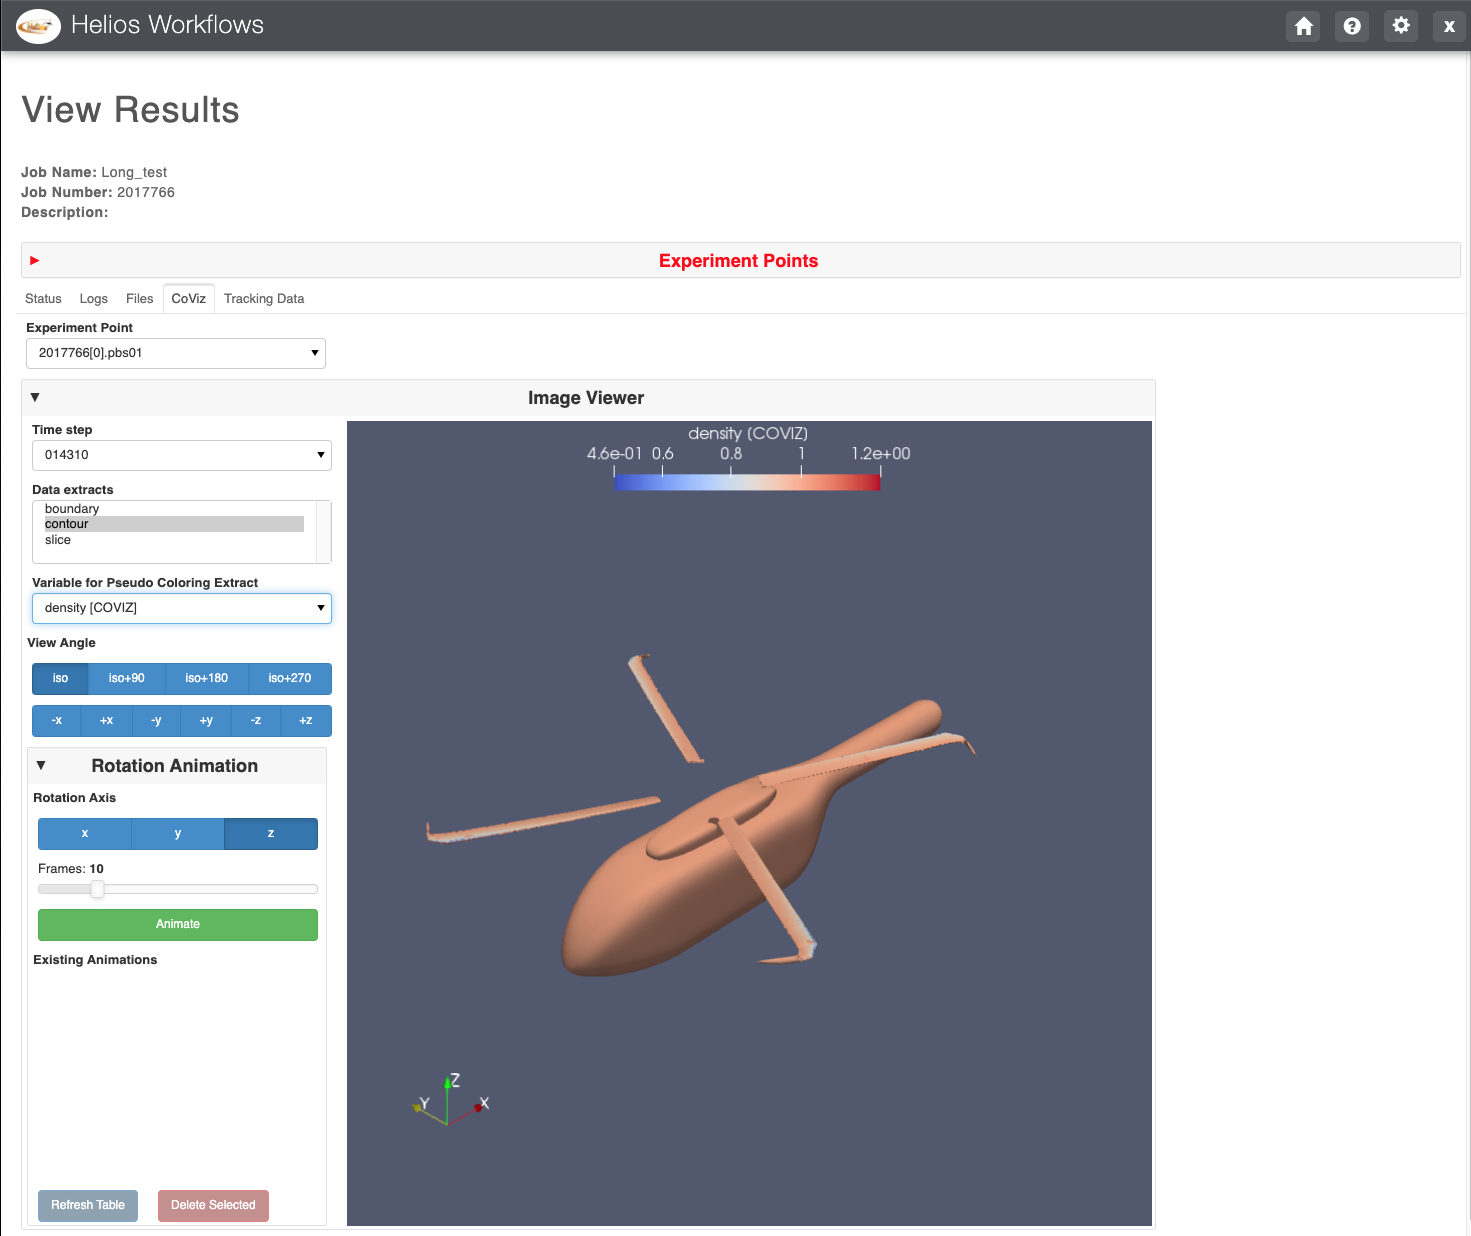 Helios Workflows
x
View Results
Job Name: Long_test
Job Number: 2017766
Description:
Experiment Points
Status Logs Files CoViz Tracking Data
Experiment Point
2017766[0].pbs01
Image Viewer
Time step
014310
Data extracts
boundary
contour
slice
Variable for Pseudo Coloring Extract
density [COVIZ]
View Angle
iso iso+90 iso+180 iso+270
-x +x -y +y -z +z
Rotation Animation
Rotation Axis
x y z
Frames: 10
Animate
Existing Animations
Refresh Table Delete Selected
density (COVIZ)
4.6e-01 0.6 0.8 1 1.2e+00
Z
Y X